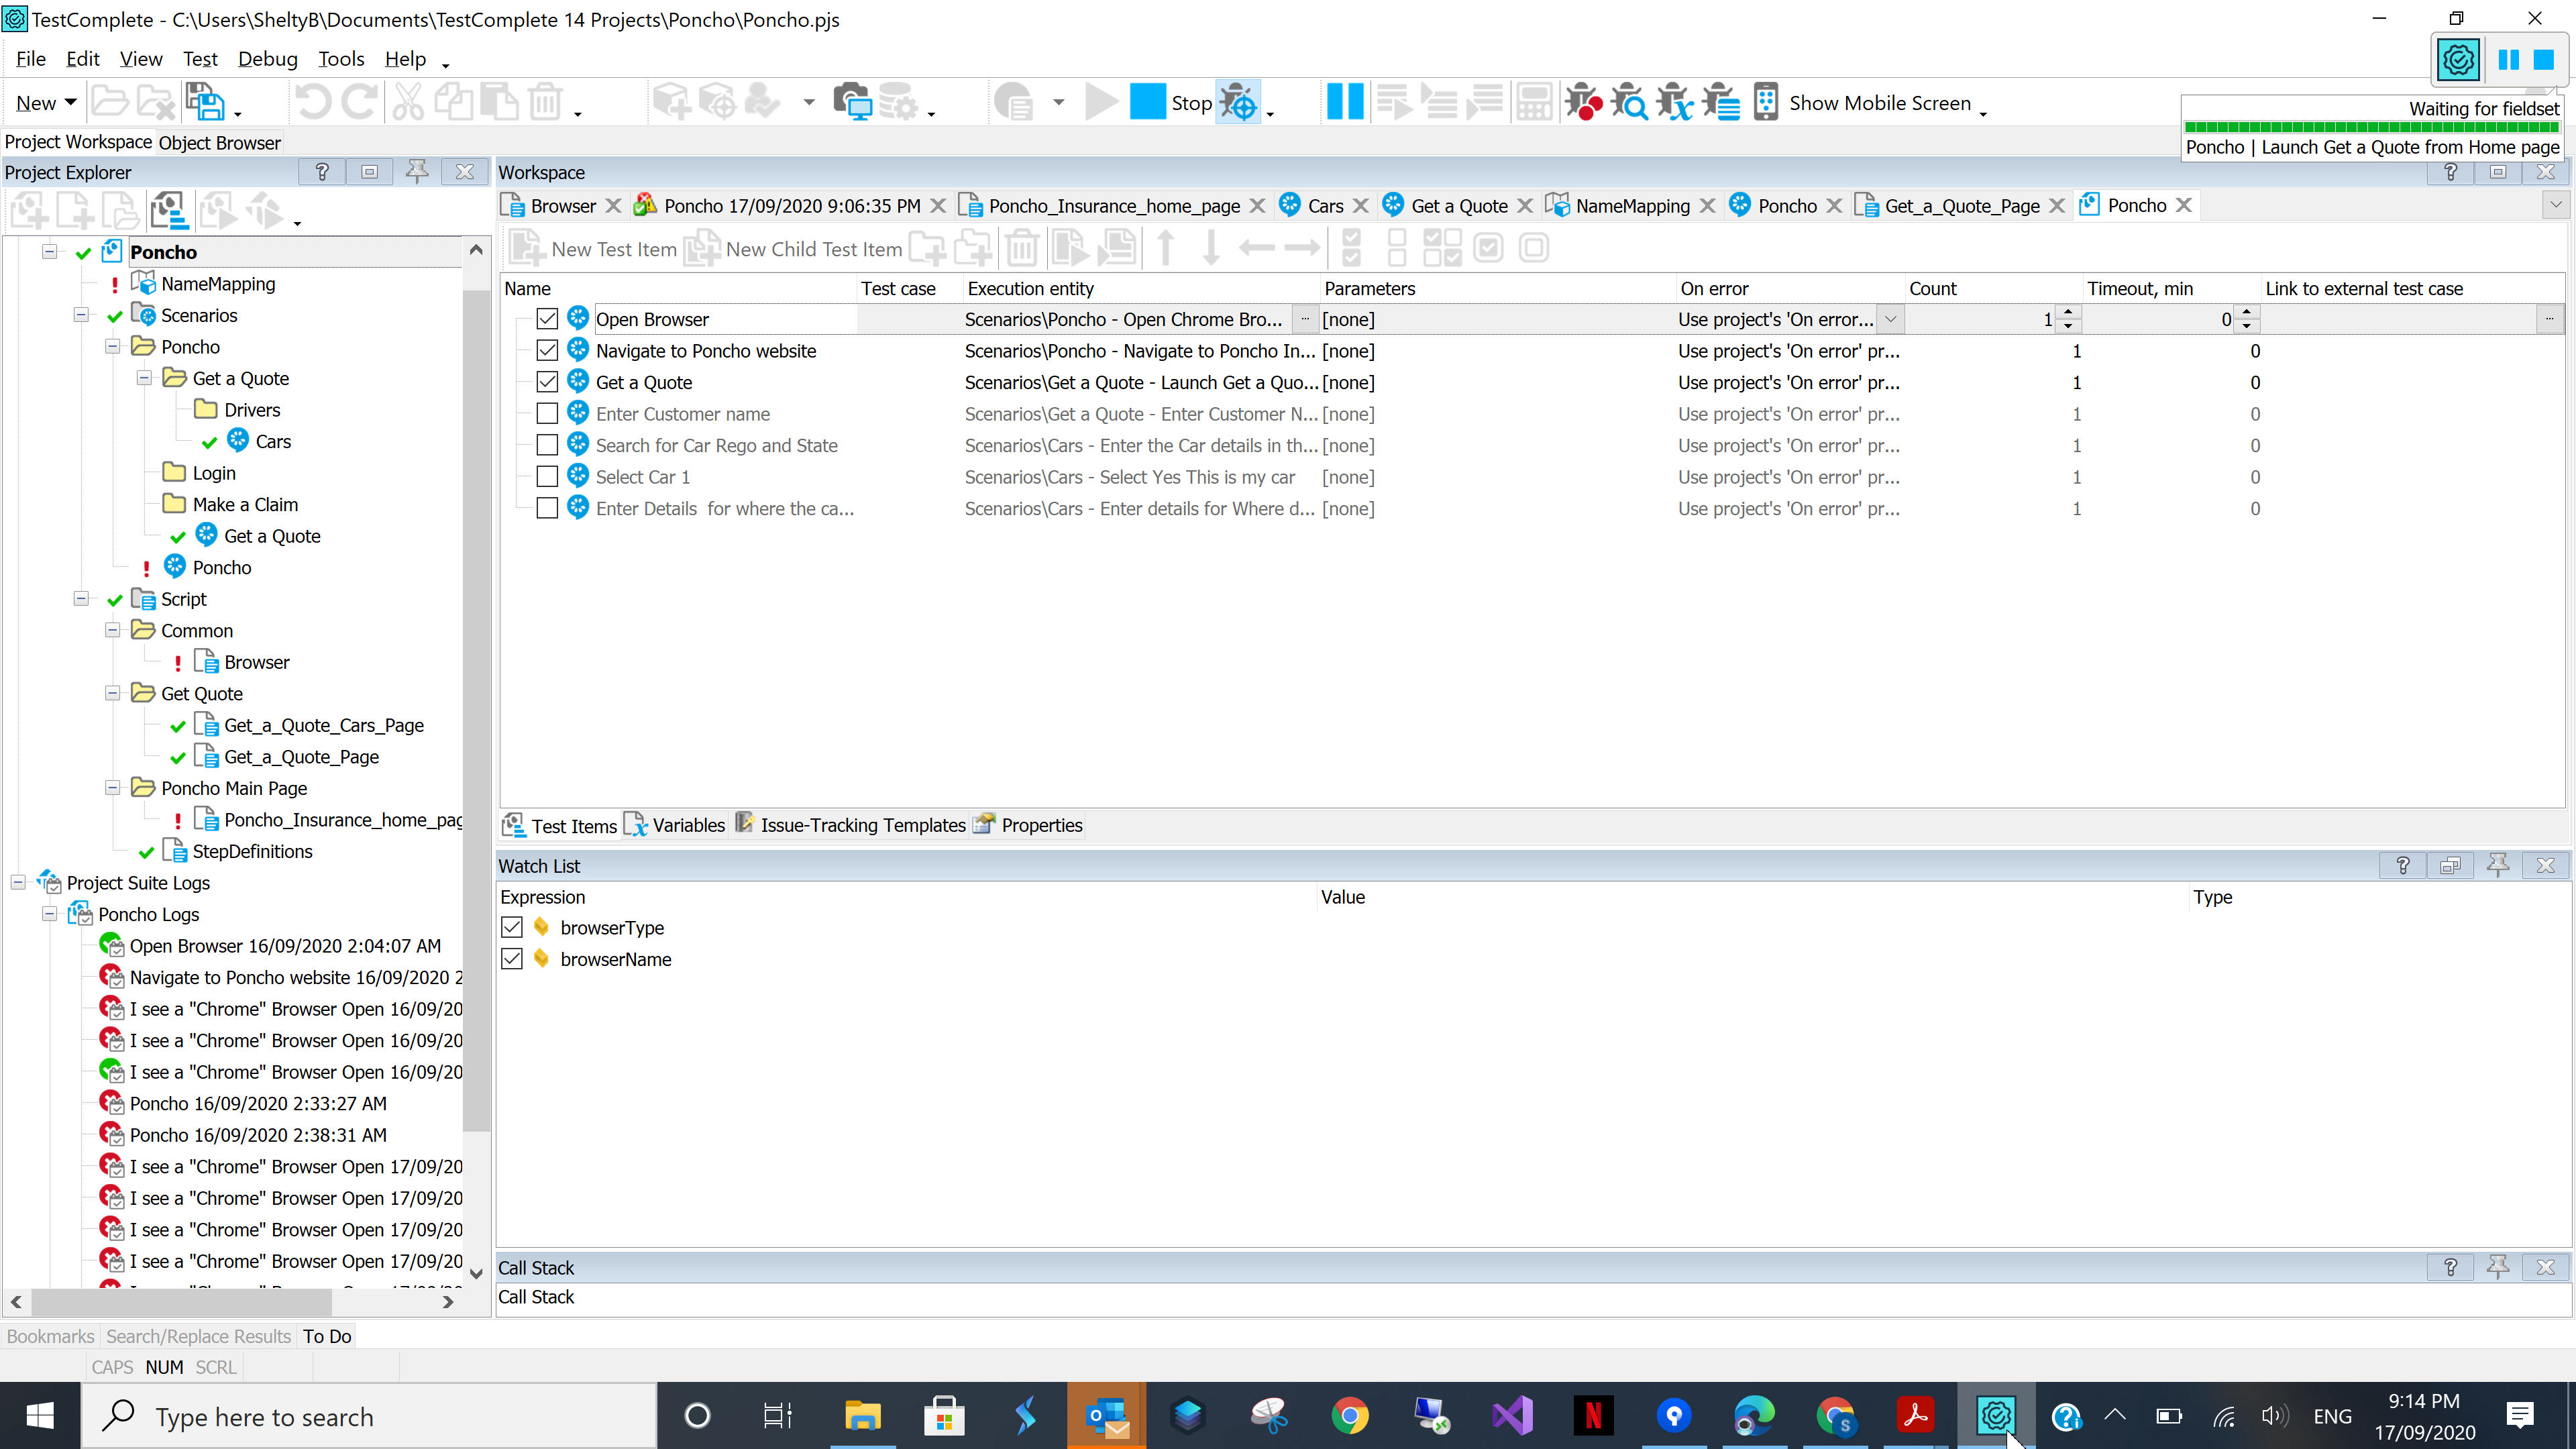 TestComplete - C:\Users\SheltyB\Documents\TestComplete 14 Projects\Poncho\Poncho.pjs
File Edit View Test Debug Tools Help
New Stop Show Mobile Screen
Waiting for fieldset
Poncho | Launch Get a Quote from Home page
Project Workspace Object Browser
Project Explorer
Workspace
Browser Poncho 17/09/2020 9:06:35 PM Poncho_Insurance_home_page Cars Get a Quote NameMapping Poncho Get_a_Quote_Page Poncho
New Test Item New Child Test Item
Name Test case Execution entity Parameters On error Count Timeout, min Link to external test case
Open Browser Scenarios\Poncho - Open Chrome Bro... ... [none] Use project's 'On error... 1 0 ...
Navigate to Poncho website Scenarios\Poncho - Navigate to Poncho In... [none] Use project's 'On error' pr... 1 0
Get a Quote Scenarios\Get a Quote - Launch Get a Quo... [none] Use project's 'On error' pr... 1 0
Enter Customer name Scenarios\Get a Quote - Enter Customer N... [none] Use project's 'On error' pr... 1 0
Search for Car Rego and State Scenarios\Cars - Enter the Car details in th... [none] Use project's 'On error' pr... 1 0
Select Car 1 Scenarios\Cars - Select Yes This is my car [none] Use project's 'On error' pr... 1 0
Enter Details for where the ca... Scenarios\Cars - Enter details for Where d... [none] Use project's 'On error' pr... 1 0
Poncho
NameMapping
Scenarios
Poncho
Get a Quote
Drivers
Cars
Login
Make a Claim
Get a Quote
Poncho
Script
Common
Browser
Get Quote
Get_a_Quote_Cars_Page
Get_a_Quote_Page
Poncho Main Page
Poncho_Insurance_home_pag
StepDefinitions
Project Suite Logs
Poncho Logs
Open Browser 16/09/2020 2:04:07 AM
Navigate to Poncho website 16/09/2020 2
I see a "Chrome" Browser Open 16/09/20
I see a "Chrome" Browser Open 16/09/20
I see a "Chrome" Browser Open 16/09/20
Poncho 16/09/2020 2:33:27 AM
Poncho 16/09/2020 2:38:31 AM
I see a "Chrome" Browser Open 17/09/20
I see a "Chrome" Browser Open 17/09/20
I see a "Chrome" Browser Open 17/09/20
I see a "Chrome" Browser Open 17/09/20
Test Items Variables Issue-Tracking Templates Properties
Watch List
Expression Value Type
browserType
browserName
Call Stack
Call Stack
Bookmarks Search/Replace Results To Do
CAPS NUM SCRL
Type here to search
ENG
9:14 PM
17/09/2020